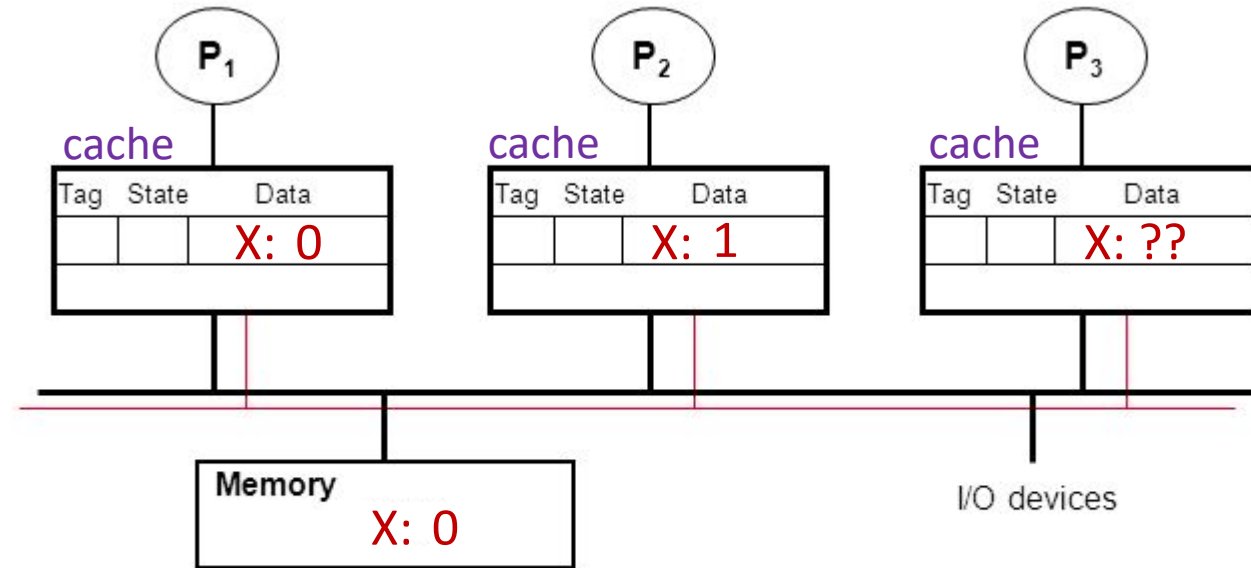 P1 P2 P3
cache cache cache
Tag State Data Tag State Data Tag State Data
X: 0 X: 1 X: ??
Memory
I/O devices
X: 0